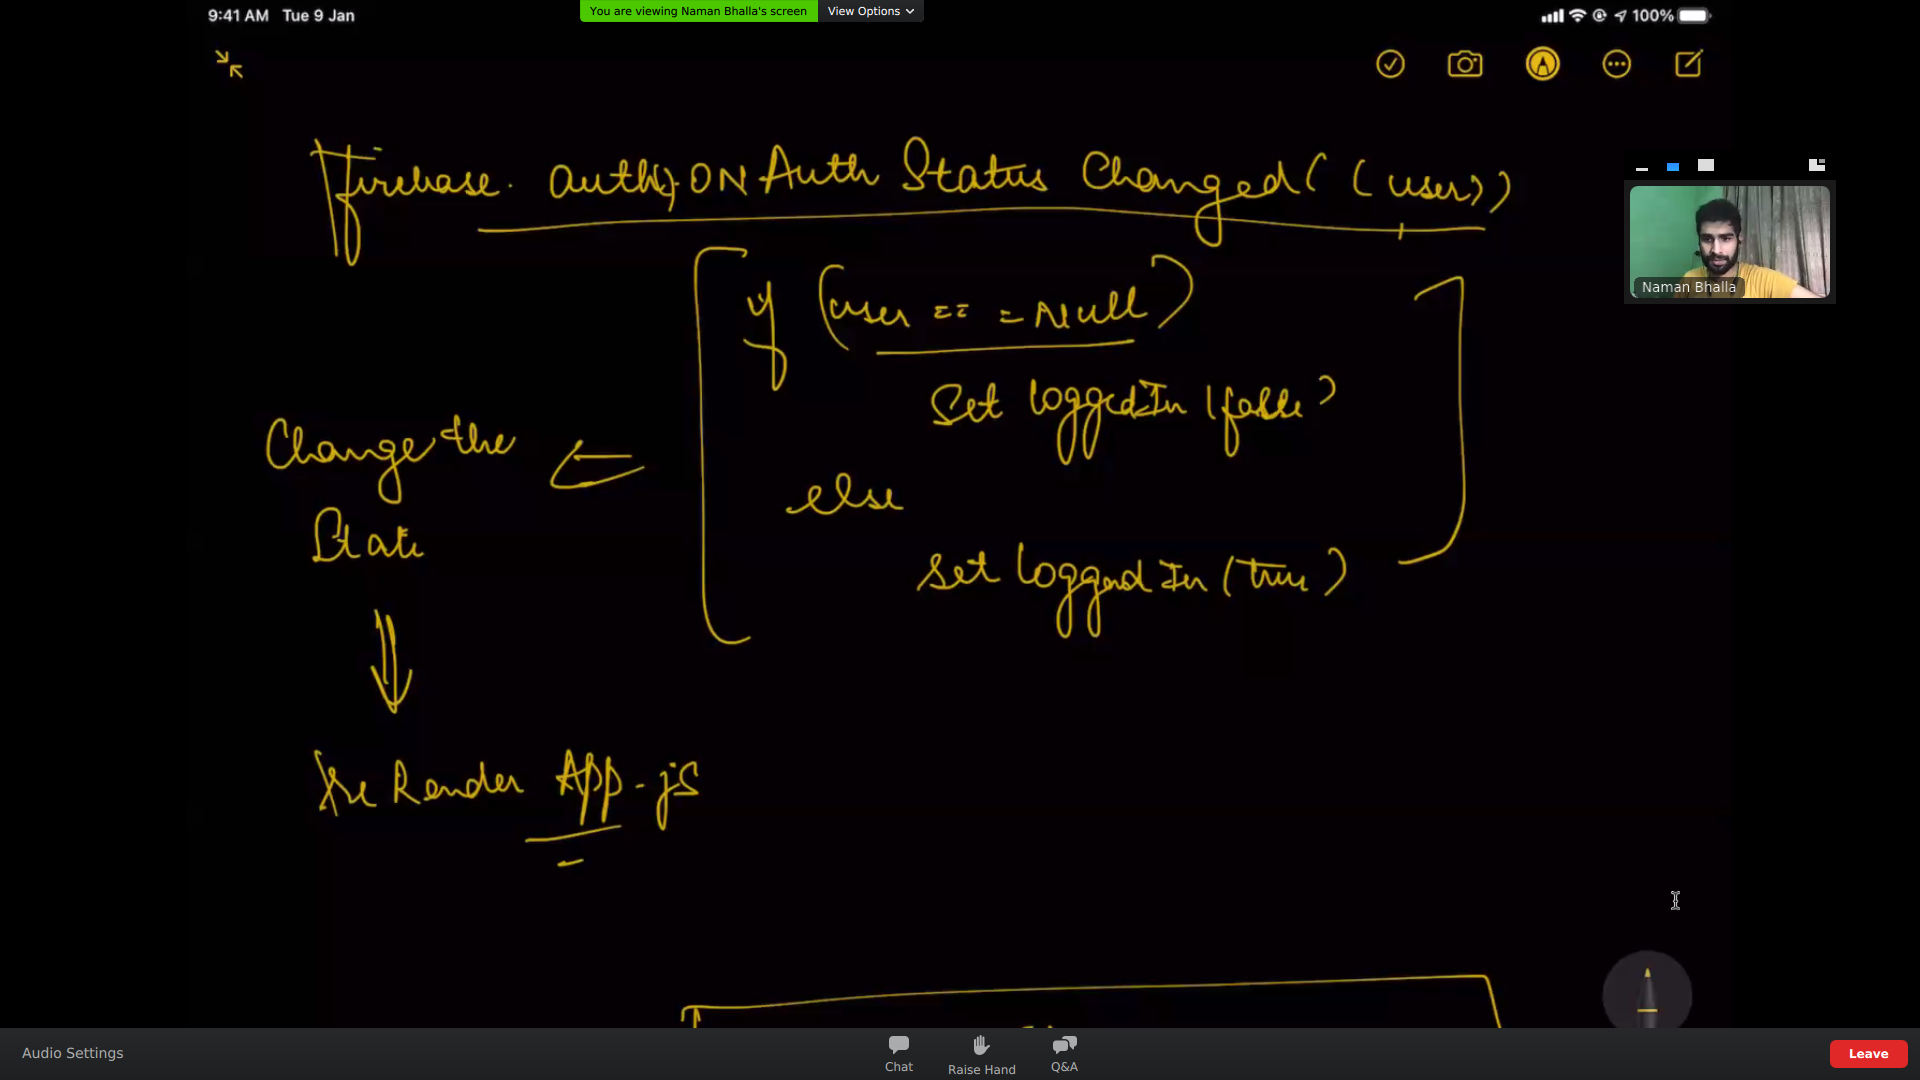 9:41 AM Tue 9 Jan
You are viewing Naman Bhalla's screen View Options
100%
Firebase. auth().ON Auth Status Changed( (user))
if (user == = Null)
Set loggedIn (false)
Change the
else
State
Set logged In (true)
Re Render App.js
Naman Bhalla
Audio Settings
Chat
Raise Hand
Q&A
Leave